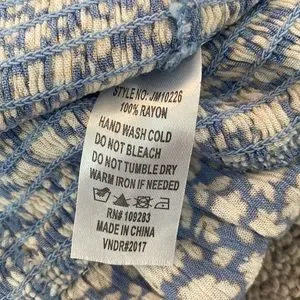 STYLE NO: JM10226
100% RAYON
HAND WASH COLD
DO NOT BLEACH
DO NOT TUMBLE DRY
WARM IRON IF NEEDED
RN# 109283
MADE IN CHINA
VNDR#2017